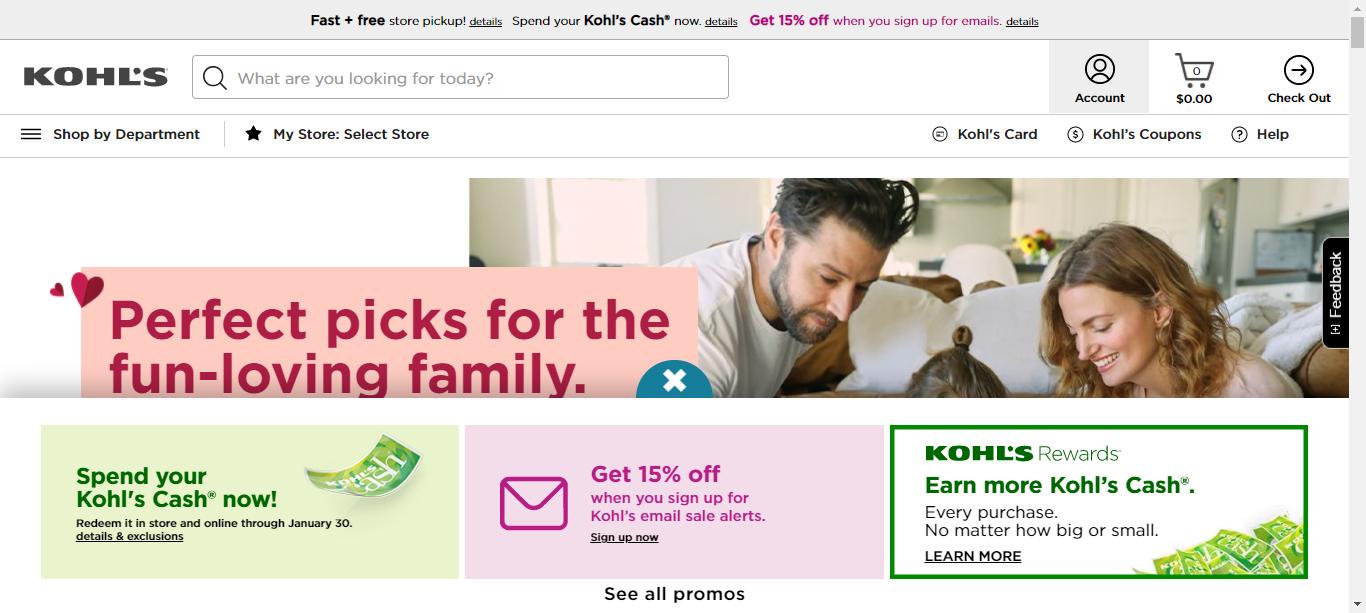 Fast + free store pickup! details Spend your Kohl's Cash® now. details Get 15% off when you sign up for emails. details
KOHL'S
What are you looking for today?
Account
0
$0.00
Check Out
Shop by Department
My Store: Select Store
Kohl's Card
$
Kohl's Coupons
?
Help
Perfect picks for the
fun-loving family.
[+] Feedback
Spend your
Kohl's Cash® now!
Redeem it in store and online through January 30.
details & exclusions
Get 15% off
when you sign up for
Kohl's email sale alerts.
Sign up now
KOHL'S Rewards
Earn more Kohl's Cash®.
Every purchase.
No matter how big or small.
LEARN MORE
See all promos